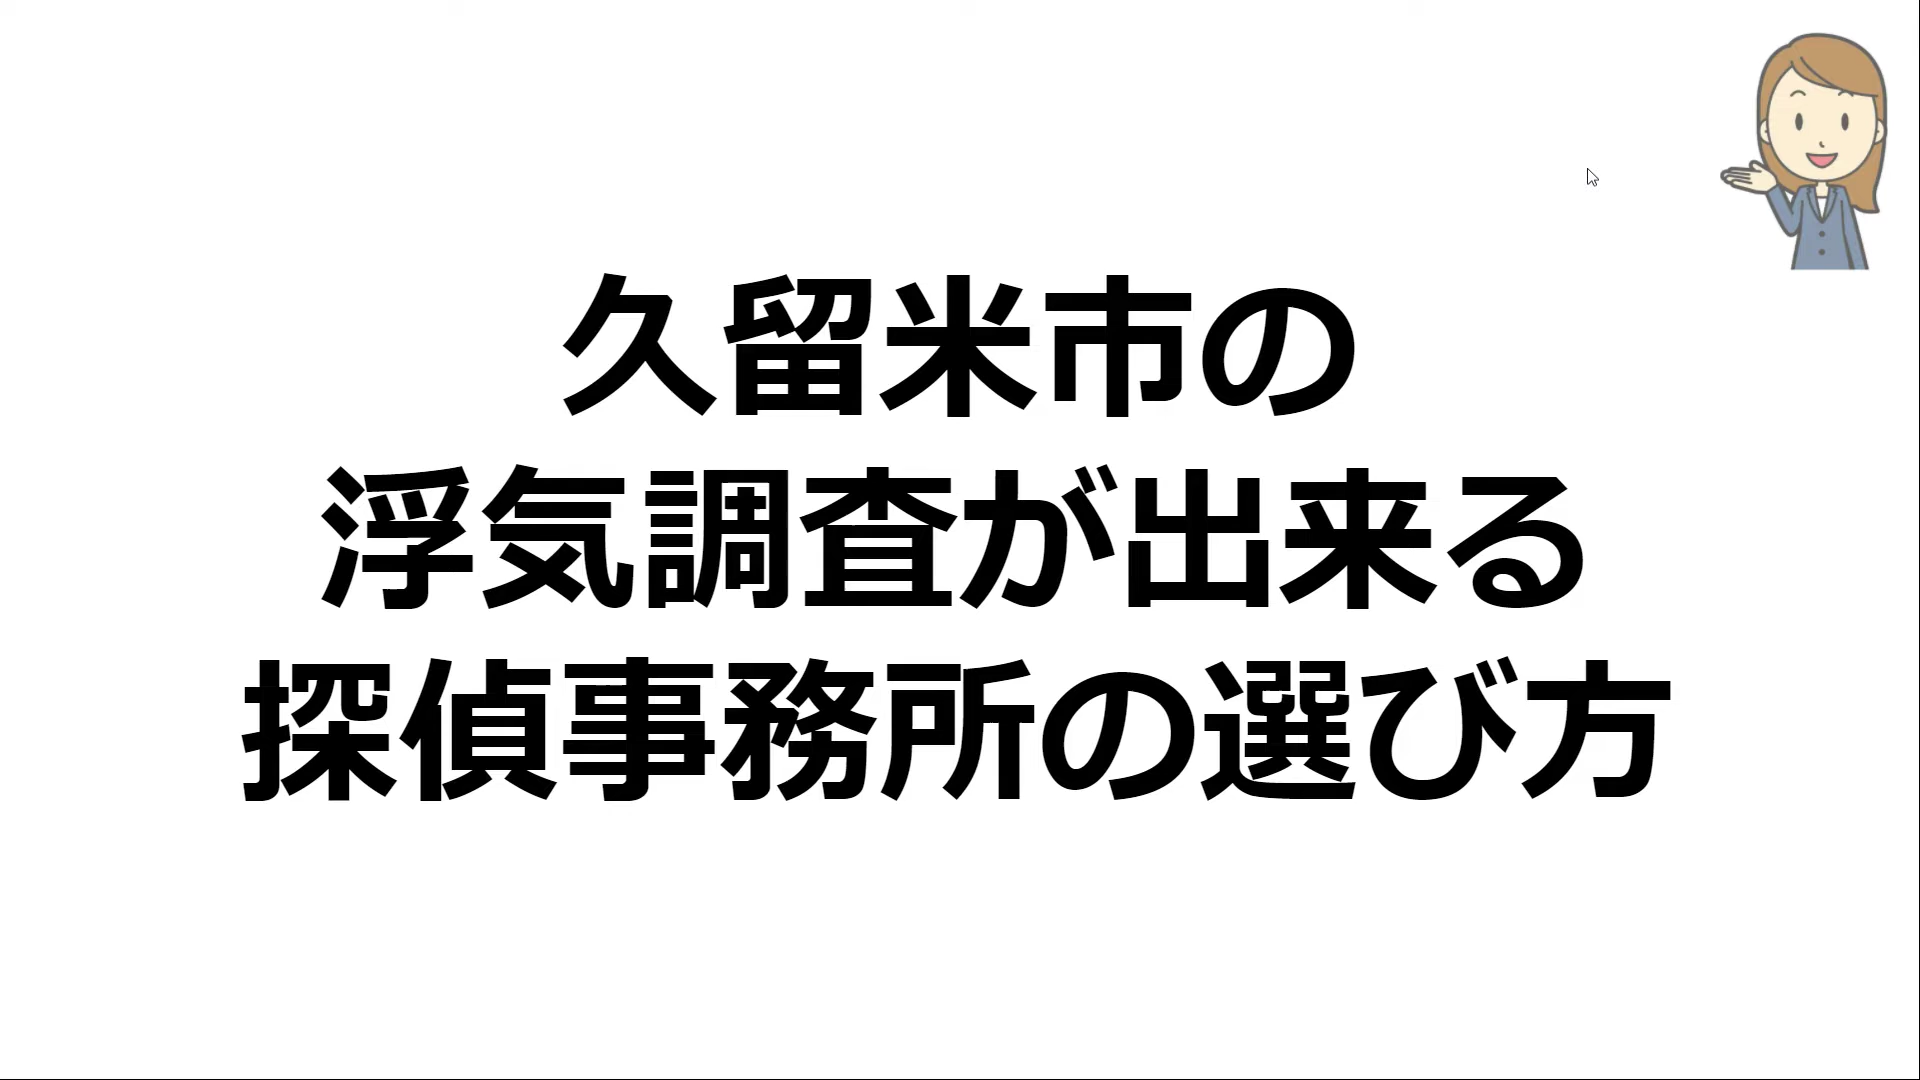 久留米市の
浮気調査が出来る
探偵事務所の選び方